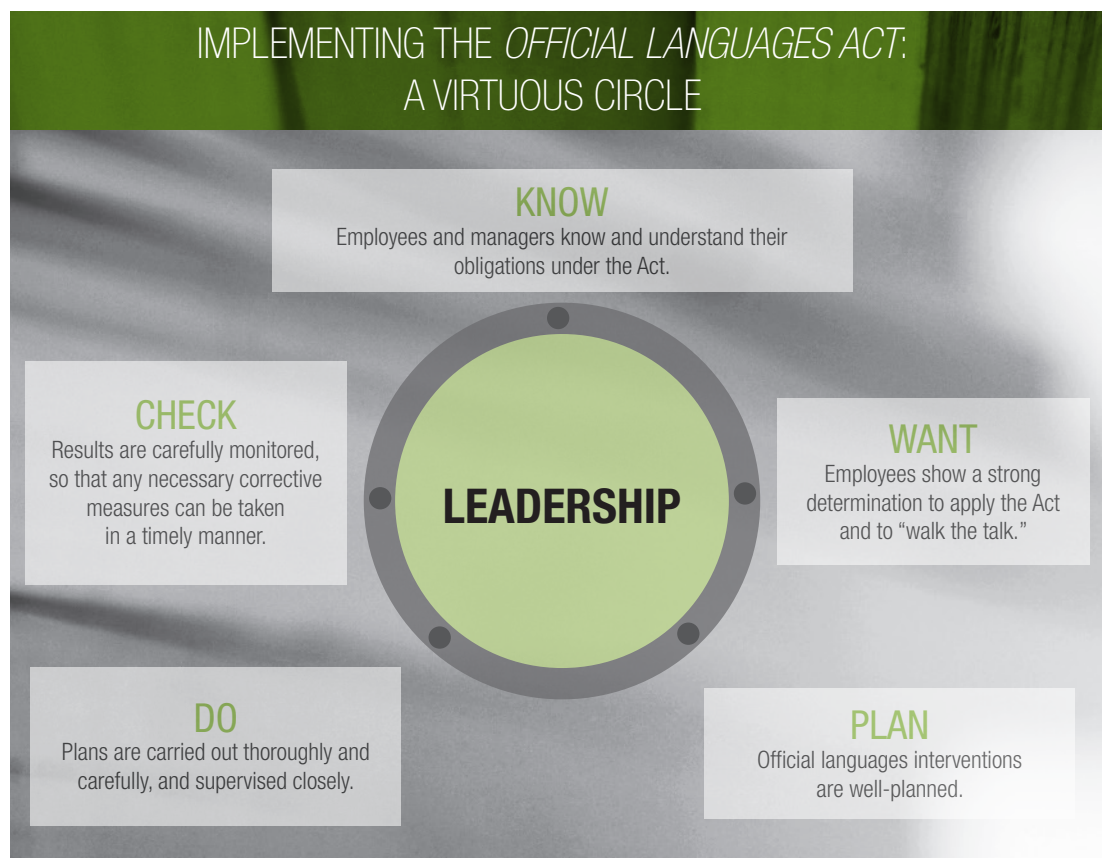 IMPLEMENTING THE OFFICIAL LANGUAGES ACT:
A VIRTUOUS CIRCLE
KNOW
Employees and managers know and understand their
obligations under the Act.
WANT
Employees show a strong
determination to apply the Act
and to “walk the talk.”
PLAN
Official languages interventions
are well-planned.
DO
Plans are carried out thoroughly and
carefully, and supervised closely.
CHECK
Results are carefully monitored,
so that any necessary corrective
measures can be taken
in a timely manner.
LEADERSHIP